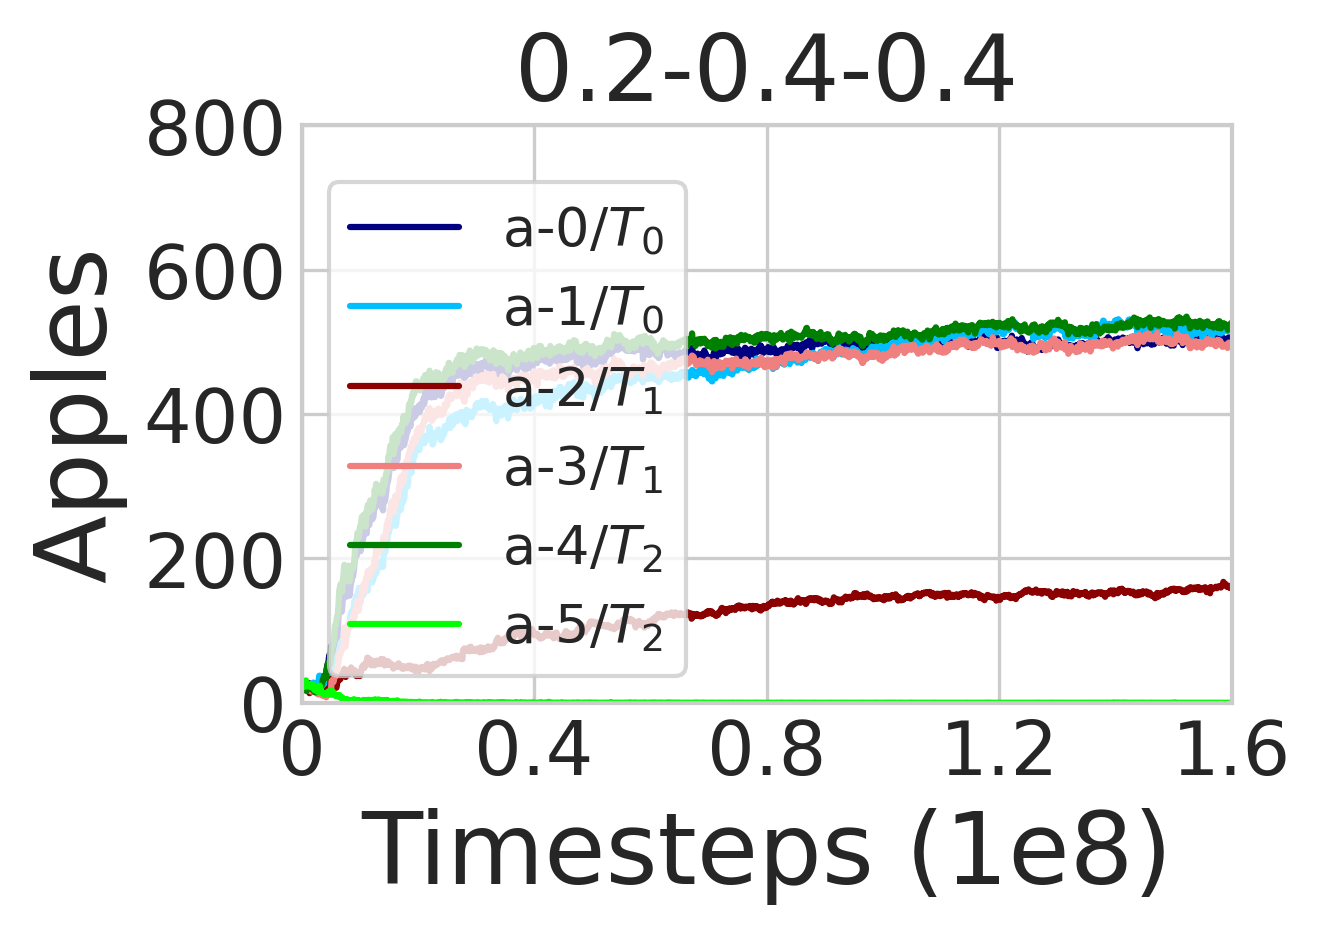 0.2-0.4-0.4
800
600
400
200
0
Apples
a-0/T₀
a-1/T₀
a-2/T₁
a-3/T₁
a-4/T₂
a-5/T₂
0 0.4 0.8 1.2 1.6
Timesteps (1e8)